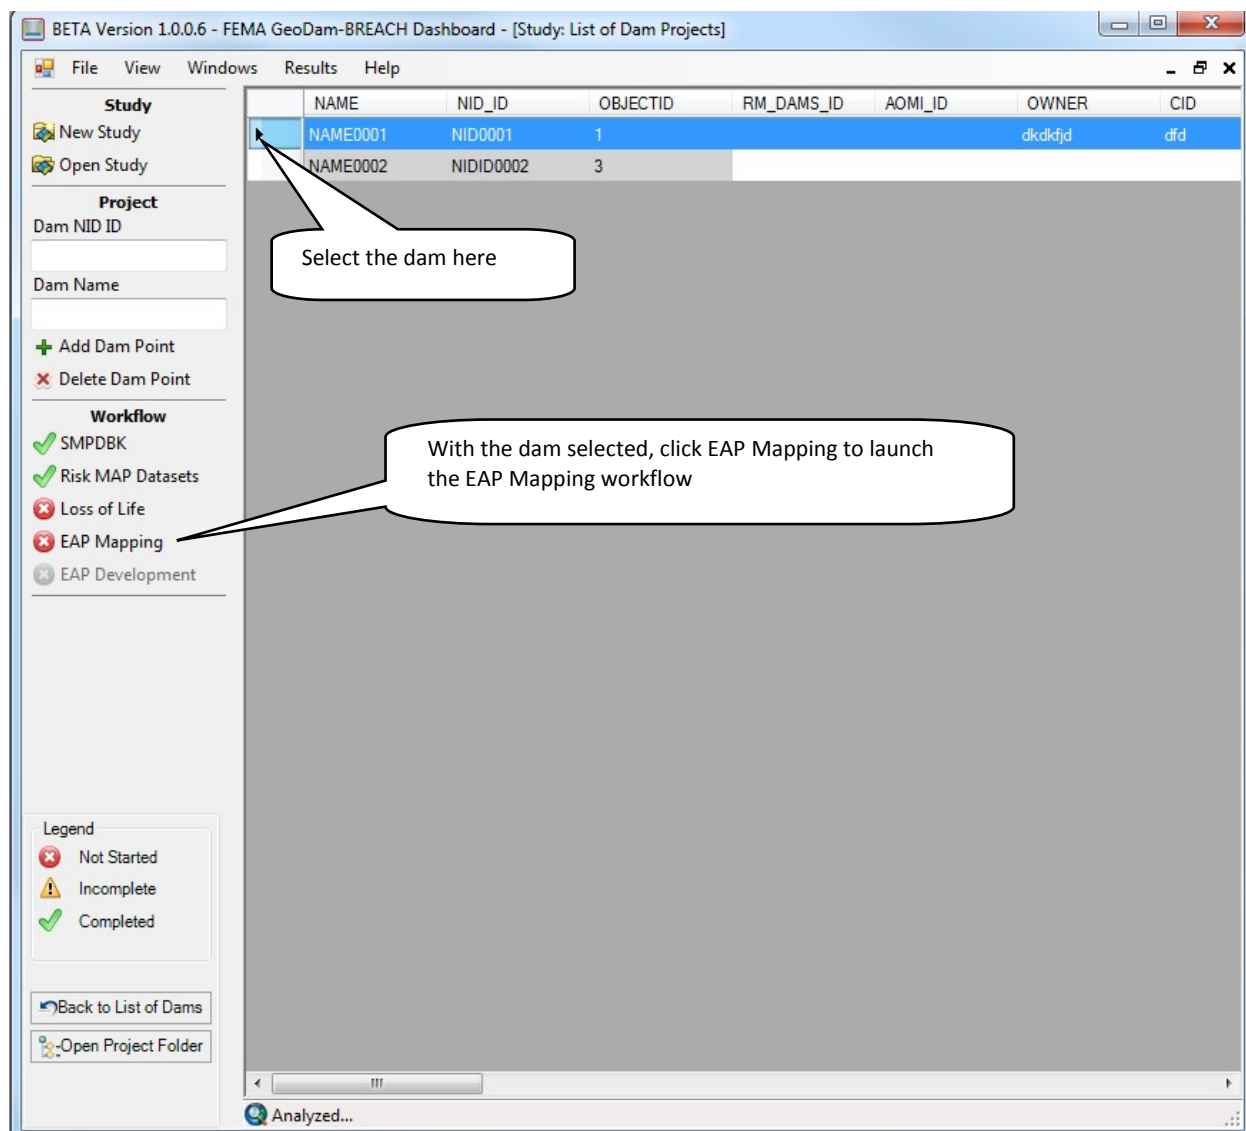 BETA Version 1.0.0.6 - FEMA GeoDam-BREACH Dashboard - [Study: List of Dam Projects]
File View Windows Results Help
Study
New Study
Open Study
Project
Dam NID ID
Dam Name
Add Dam Point
Delete Dam Point
Workflow
SMPDBK
Risk MAP Datasets
Loss of Life
EAP Mapping
EAP Development
Legend
Not Started
Incomplete
Completed
Back to List of Dams
Open Project Folder
NAME NID_ID OBJECTID RM_DAMS_ID AOMI_ID OWNER CID
NAME0001 NID0001 1 dkdkfjd dfd
NAME0002 NIDID0002 3
Select the dam here
With the dam selected, click EAP Mapping to launch
the EAP Mapping workflow
Analyzed...